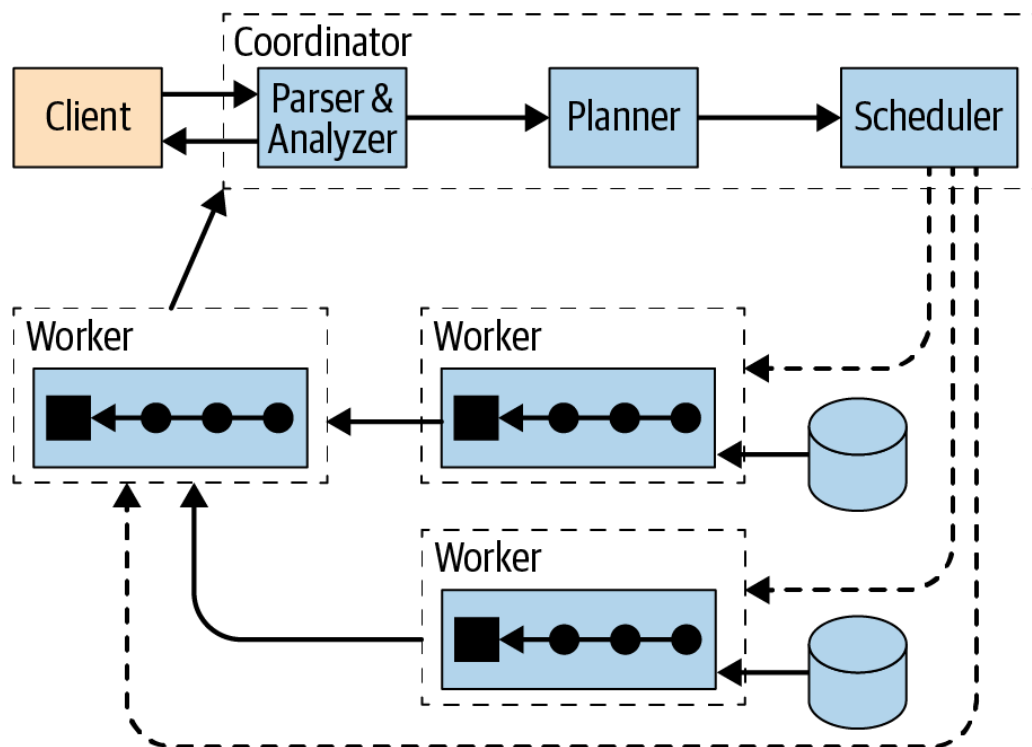 Coordinator
Client
Parser &
Analyzer
Planner
Scheduler
Worker
Worker
Worker